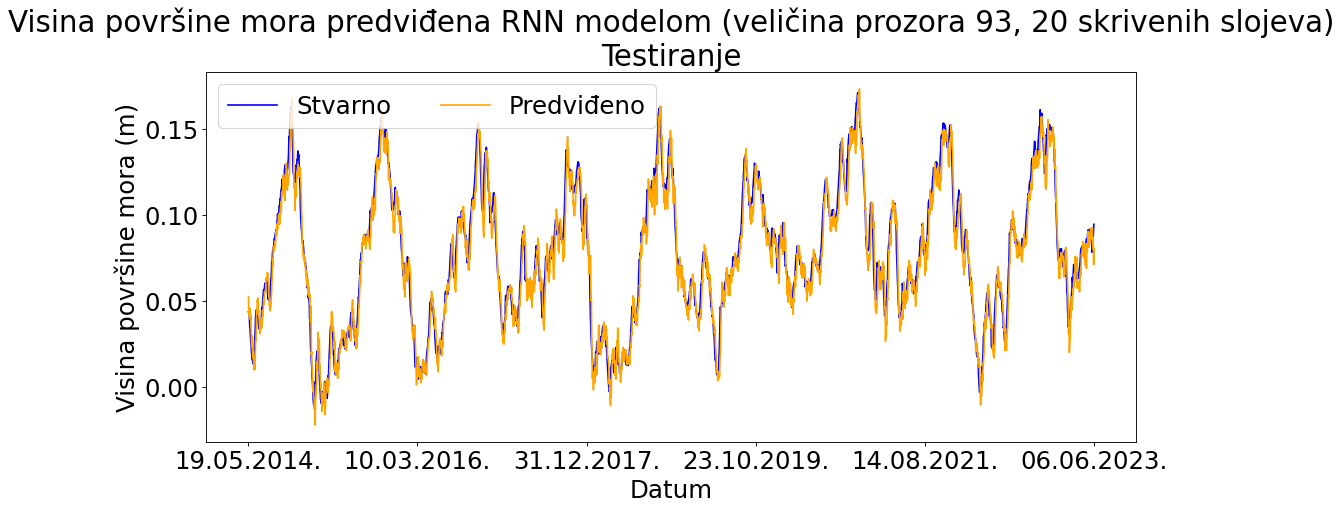 Visina površine mora predviđena RNN modelom (veličina prozora 93, 20 skrivenih slojeva)
Testiranje
Stvarno Predviđeno
Visina površine mora (m)
0.15
0.10
0.05
0.00
19.05.2014. 10.03.2016. 31.12.2017. 23.10.2019. 14.08.2021. 06.06.2023.
Datum